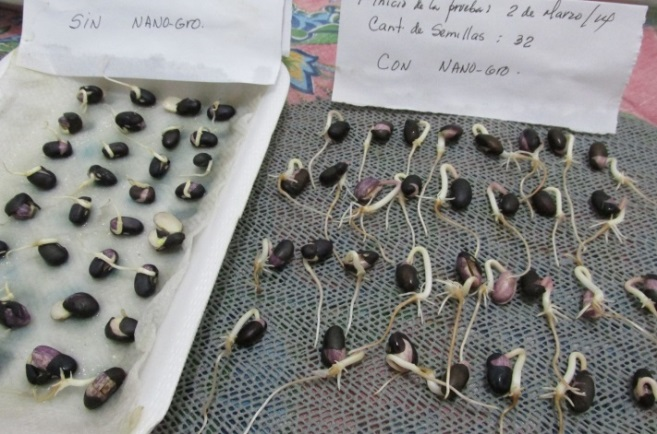 SIN NANO-GRO.
Inicio de la prueba: 2 de Marzo/14
Cant de Semillas : 32
CON NANO-GRO.